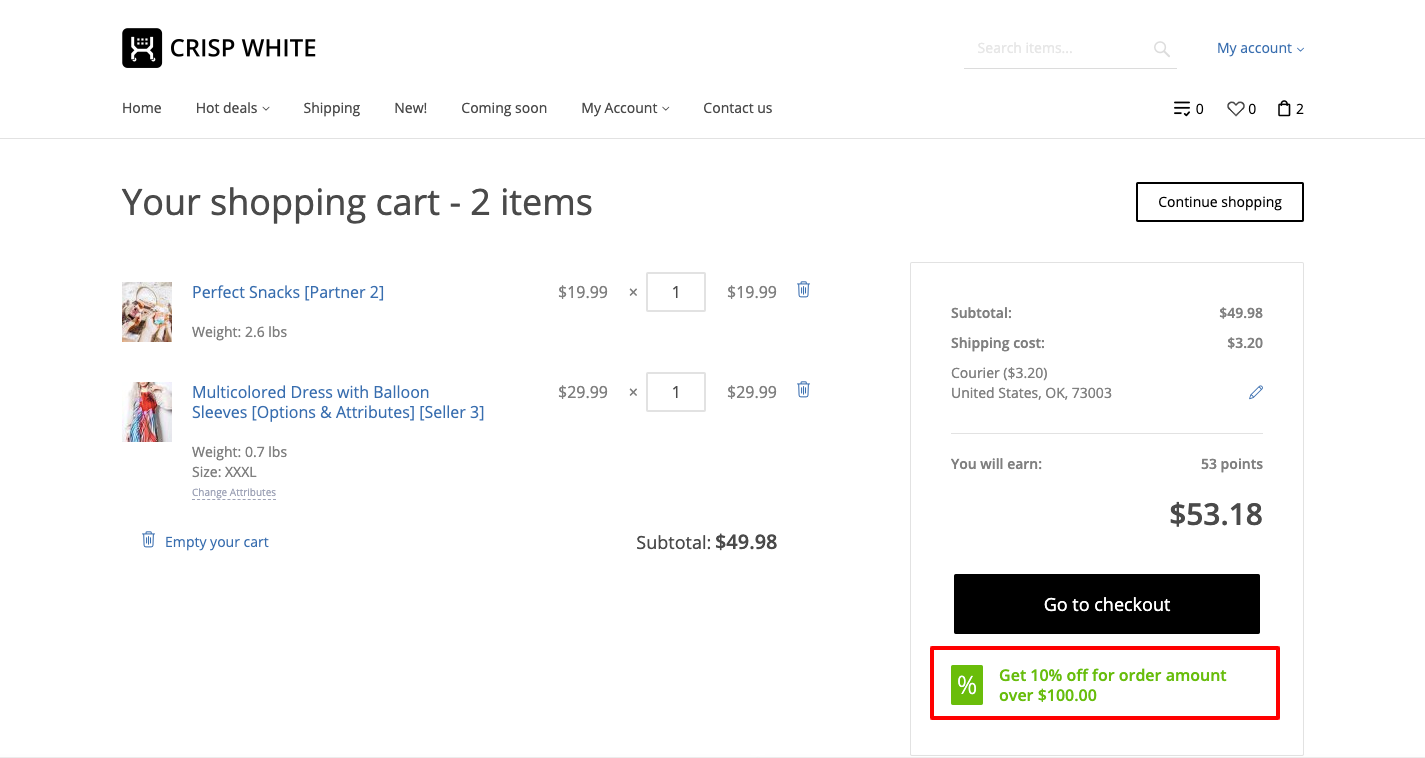 CRISP WHITE
Search items...
My account
Home Hot deals Shipping New! Coming soon My Account Contact us
0 0 2
Your shopping cart - 2 items
Continue shopping
Perfect Snacks [Partner 2] $19.99 × 1 $19.99
Weight: 2.6 lbs
Multicolored Dress with Balloon $29.99 × 1 $29.99
Sleeves [Options & Attributes] [Seller 3]
Weight: 0.7 lbs
Size: XXXL
Change Attributes
Empty your cart
Subtotal: $49.98
Subtotal: $49.98
Shipping cost: $3.20
Courier ($3.20)
United States, OK, 73003
You will earn: 53 points
$53.18
Go to checkout
% Get 10% off for order amount
over $100.00